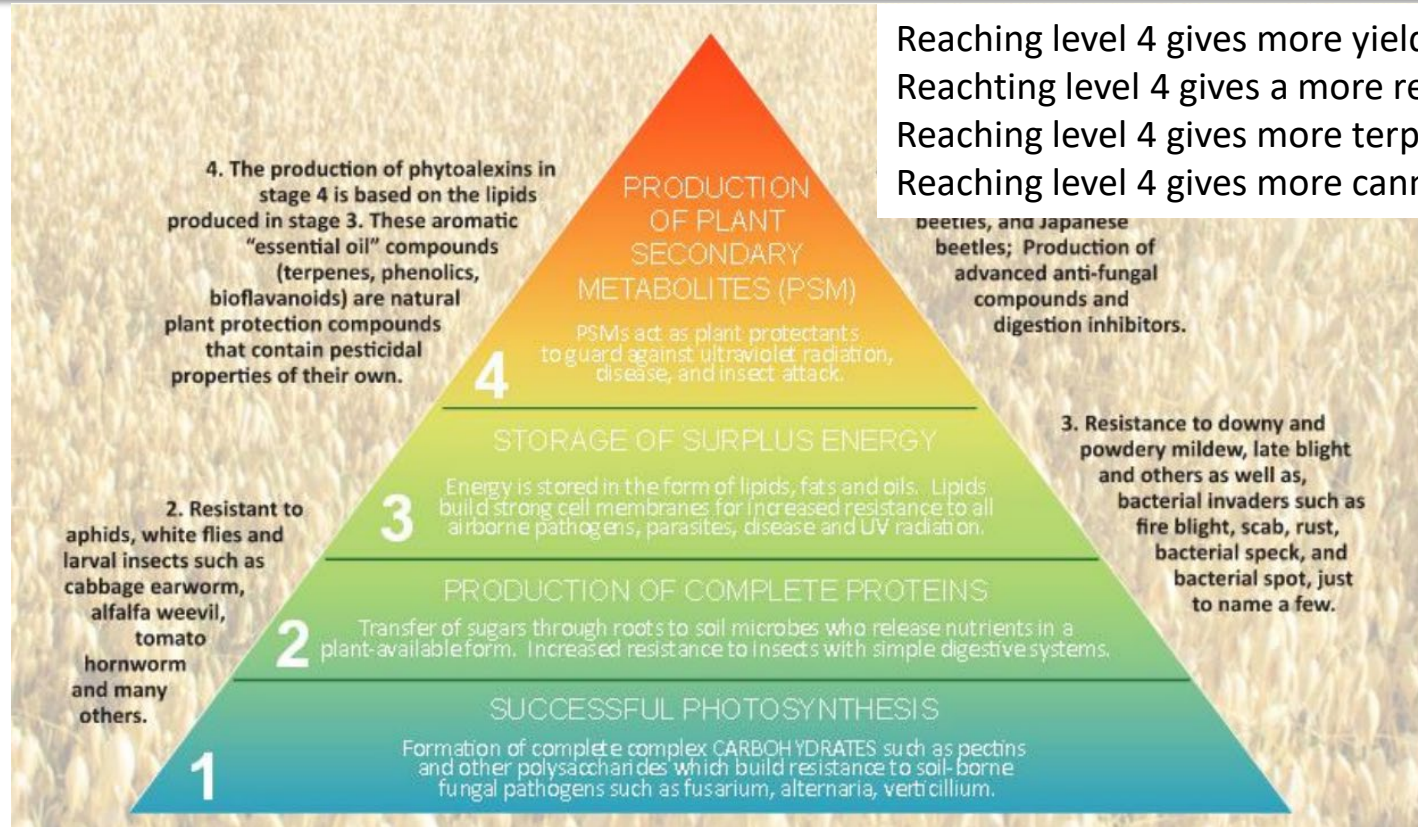 Reaching level 4 gives more yield
Reachting level 4 gives a more
Reaching level 4 gives more
Reaching level 4 gives more
4. The production of phytoalexins in
stage 4 is based on the lipids
produced in stage 3. These aromatic
“essential oil” compounds
(terpenes, phenolics,
bioflavanoids) are natural
plant protection compounds
that contain pesticidal
properties of their own.
PRODUCTION
OF PLANT
SECONDARY
METABOLITES (PSM)
PSMs act as plant protectants
to guard against ultraviolet radiation,
disease, and insect attack.
4
beetles, and Japanese
beetles; Production of
advanced anti-fungal
compounds and
digestion inhibitors.
STORAGE OF SURPLUS ENERGY
Energy is stored in the form of lipids, fats and oils. Lipids
build strong cell membranes for increased resistance to all
airborne pathogens, parasites, disease and UV radiation.
3
3. Resistance to downy and
powdery mildew, late blight
and others as well as,
bacterial invaders such as
fire blight, scab, rust,
bacterial speck, and
bacterial spot, just
to name a few.
2. Resistant to
aphids, white flies and
larval insects such as
cabbage earworm,
alfalfa weevil,
tomato
hornworm
and many
others.
PRODUCTION OF COMPLETE PROTEINS
Transfer of sugars through roots to soil microbes who release nutrients in a
plant-available form. Increased resistance to insects with simple digestive systems.
2
SUCCESSFUL PHOTOSYNTHESIS
Formation of complete complex CARBOHYDRATES such as pectins
and other polysaccharides which build resistance to soil-borne
fungal pathogens such as fusarium, alternaria, verticillium.
1